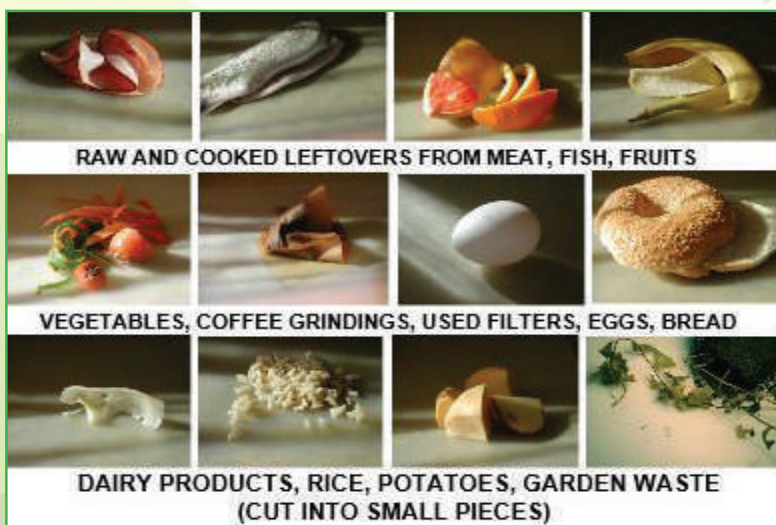 RAW AND COOKED LEFTOVERS FROM MEAT, FISH, FRUITS
VEGETABLES, COFFEE GRINDINGS, USED FILTERS, EGGS, BREAD
DAIRY PRODUCTS, RICE, POTATOES, GARDEN WASTE
(CUT INTO SMALL PIECES)